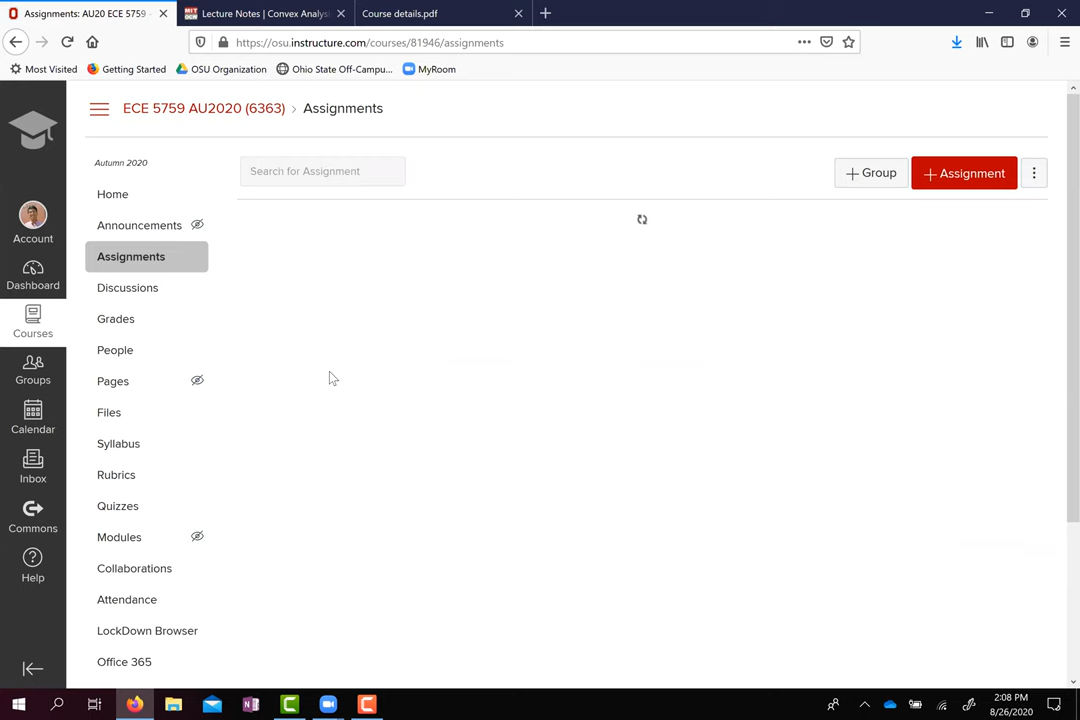 Assignments: AU20 ECE 5759 -
MIT OCW Lecture Notes | Convex Analysi
Course details.pdf
https://osu.instructure.com/courses/81946/assignments
Most Visited
Getting Started
OSU Organization
Ohio State Off-Campu...
MyRoom
ECE 5759 AU2020 (6363) › Assignments
Autumn 2020
Search for Assignment
+ Group
+ Assignment
Home
Announcements
Assignments
Discussions
Grades
People
Pages
Files
Syllabus
Rubrics
Quizzes
Modules
Collaborations
Attendance
LockDown Browser
Office 365
Account
Dashboard
Courses
Groups
Calendar
Inbox
Commons
Help
2:08 PM
8/26/2020